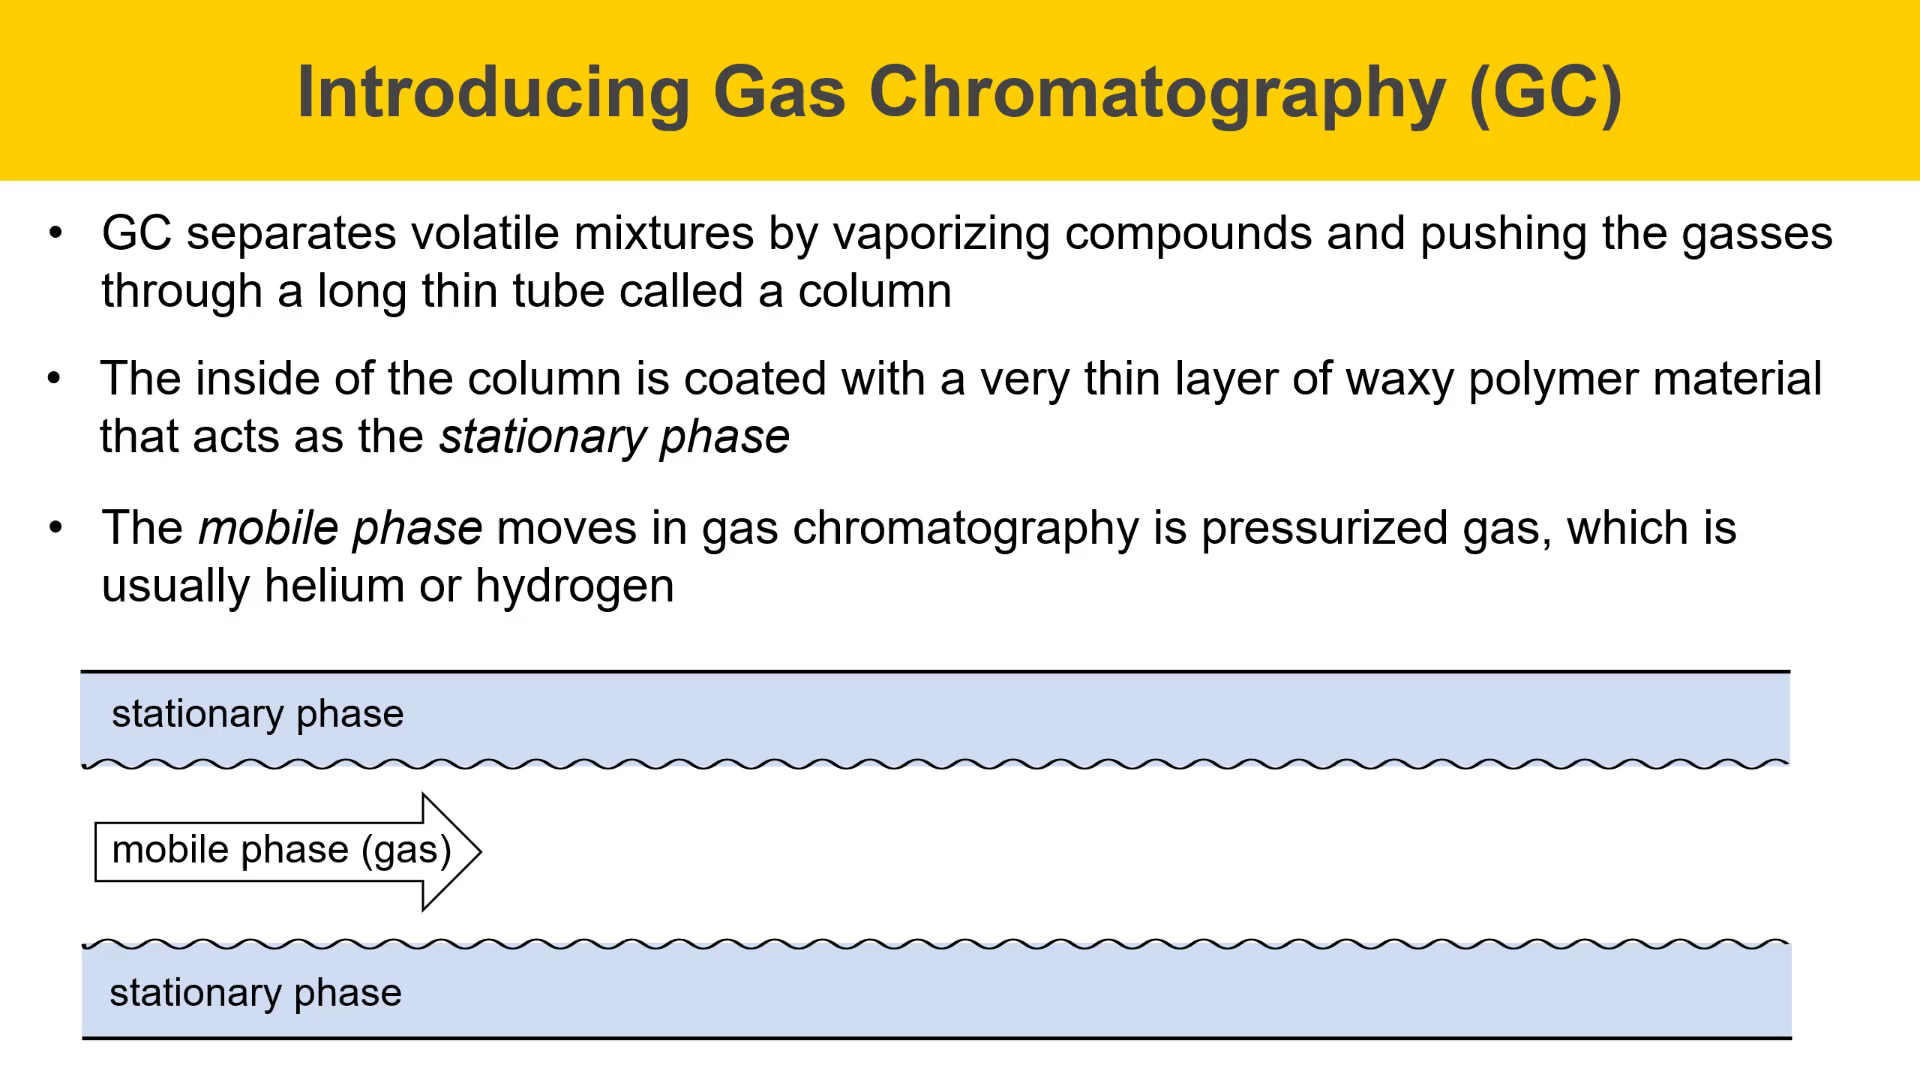 Introducing Gas Chromatography (GC)
• GC separates volatile mixtures by vaporizing compounds and pushing the gasses
through a long thin tube called a column
• The inside of the column is coated with a very thin layer of waxy polymer material
that acts as the stationary phase
• The mobile phase moves in gas chromatography is pressurized gas, which is
usually helium or hydrogen
stationary phase
mobile phase (gas)
stationary phase